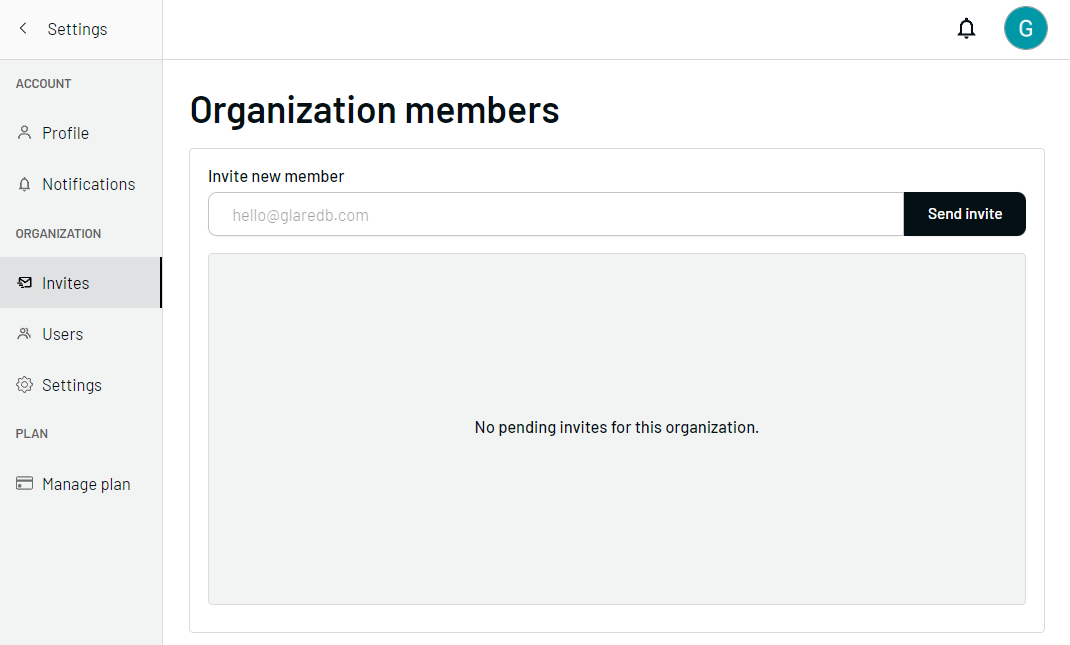 Settings
G
ACCOUNT
Profile
Notifications
ORGANIZATION
Invites
Users
Settings
PLAN
Manage plan
Organization members
Invite new member
hello@glaredb.com
Send invite
No pending invites for this organization.